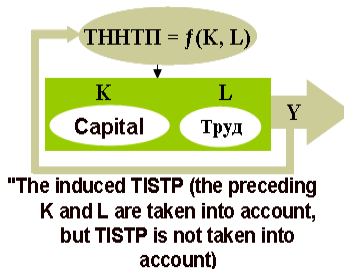 ТННТП = f(K, L)
K L
Capital Труд
Y
"The induced TISTP (the preceding
K and L are taken into account,
but TISTP is not taken into
account)